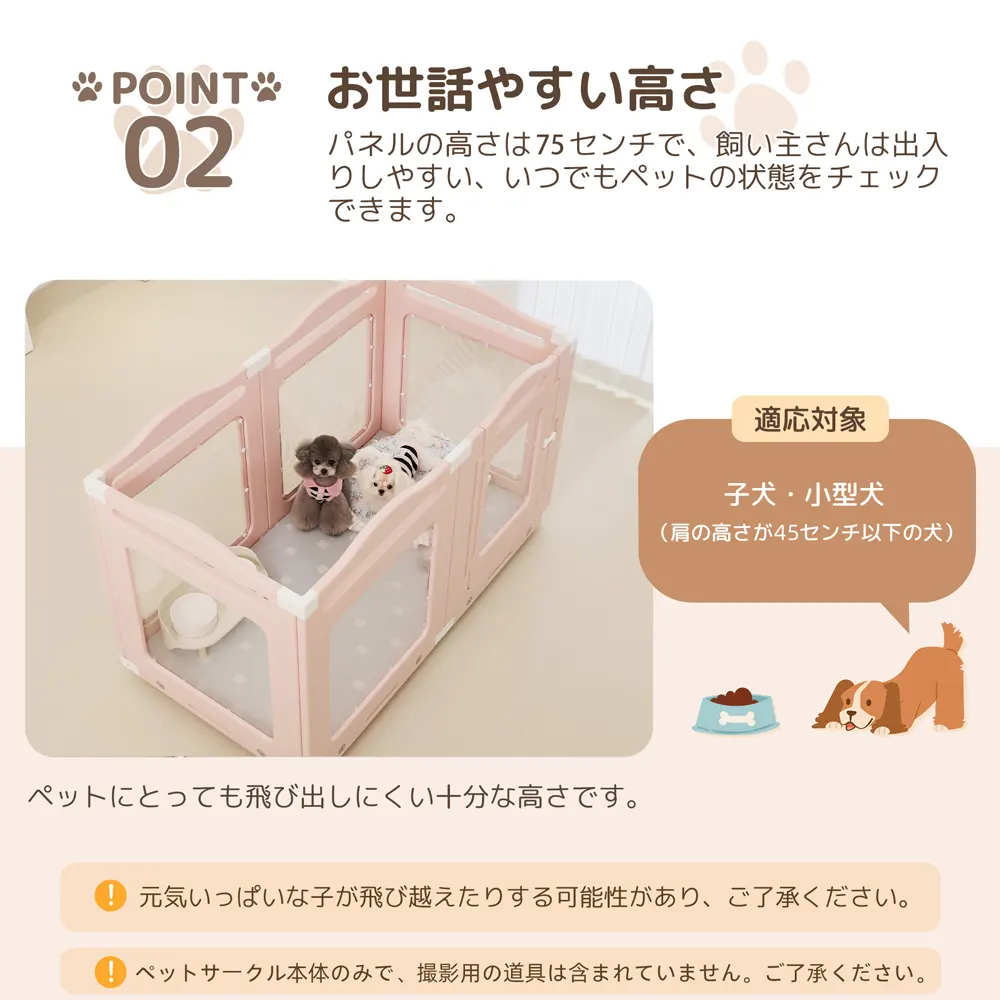 POINT
02
お世話やすい高さ
パネルの高さは75センチで、飼い主さんは出入
りしやすい、いつでもペットの状態をチェック
できます。
適応対象
子犬・小型犬
（肩の高さが45センチ以下の犬）
ペットにとっても飛び出しにくい十分な高さです。
! 元気いっぱいな子が飛び越えたりする可能性があり、ご了承ください。
! ペットサークル本体のみで、撮影用の道具は含まれていません。ご了承ください。